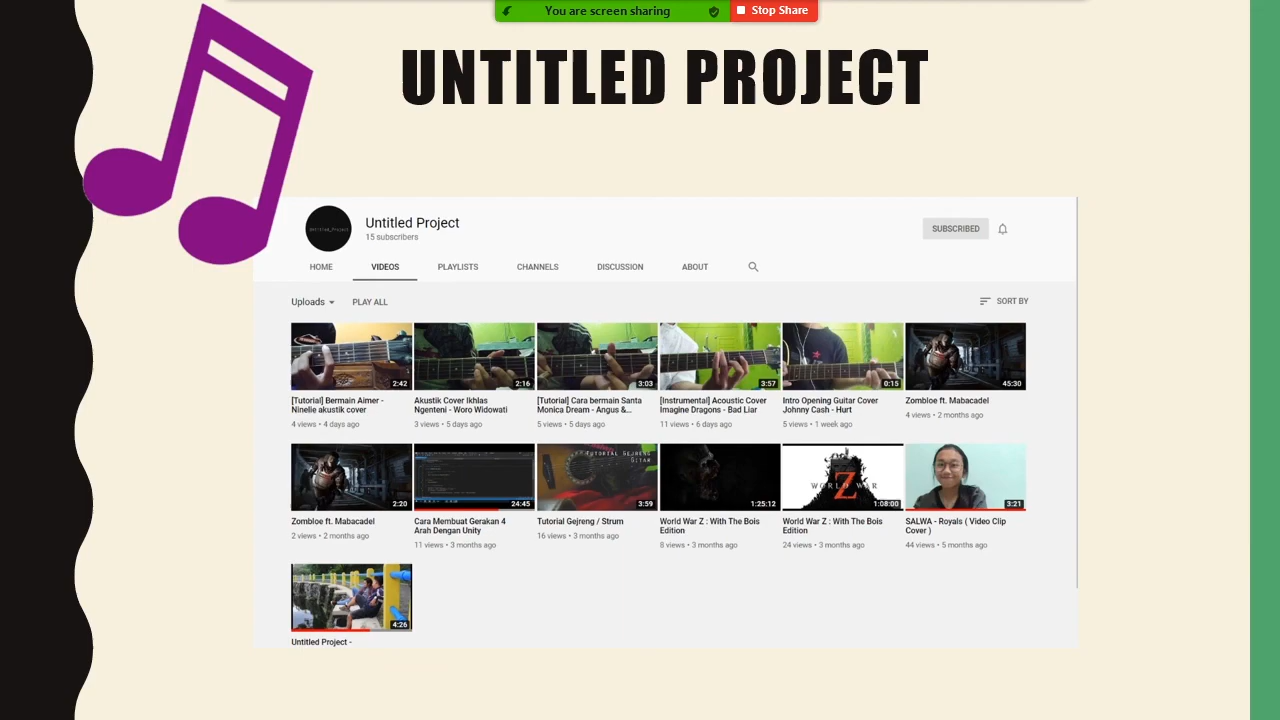 You are screen sharing
Stop Share
UNTITLED PROJECT
Untitled Project
15 subscribers
SUBSCRIBED
HOME VIDEOS PLAYLISTS CHANNELS DISCUSSION ABOUT
Uploads PLAY ALL SORT BY
2:42
[Tutorial] Bermain Aimer -
Ninelie akustik cover
4 views • 4 days ago
2:16
Akustik Cover Ikhlas
Ngenteni - Woro Widowati
3 views • 5 days ago
3:03
[Tutorial] Cara bermain Santa
Monica Dream - Angus &...
5 views • 5 days ago
3:57
[Instrumental] Acoustic Cover
Imagine Dragons - Bad Liar
11 views • 6 days ago
0:15
Intro Opening Guitar Cover
Johnny Cash - Hurt
5 views • 1 week ago
45:30
Zombloe ft. Mabacadel
4 views • 2 months ago
2:20
Zombloe ft. Mabacadel
2 views • 2 months ago
24:45
Cara Membuat Gerakan 4
Arah Dengan Unity
11 views • 3 months ago
TUTORIAL GEJRENG
GITAR
3:59
Tutorial Gejreng / Strum
16 views • 3 months ago
1:25:12
World War Z : With The Bois
Edition
8 views • 3 months ago
WORLD WAR
Z
1:08:00
World War Z : With The Bois
Edition
24 views • 3 months ago
3:21
SALWA - Royals ( Video Clip
Cover )
44 views • 5 months ago
4:26
Untitled Project -